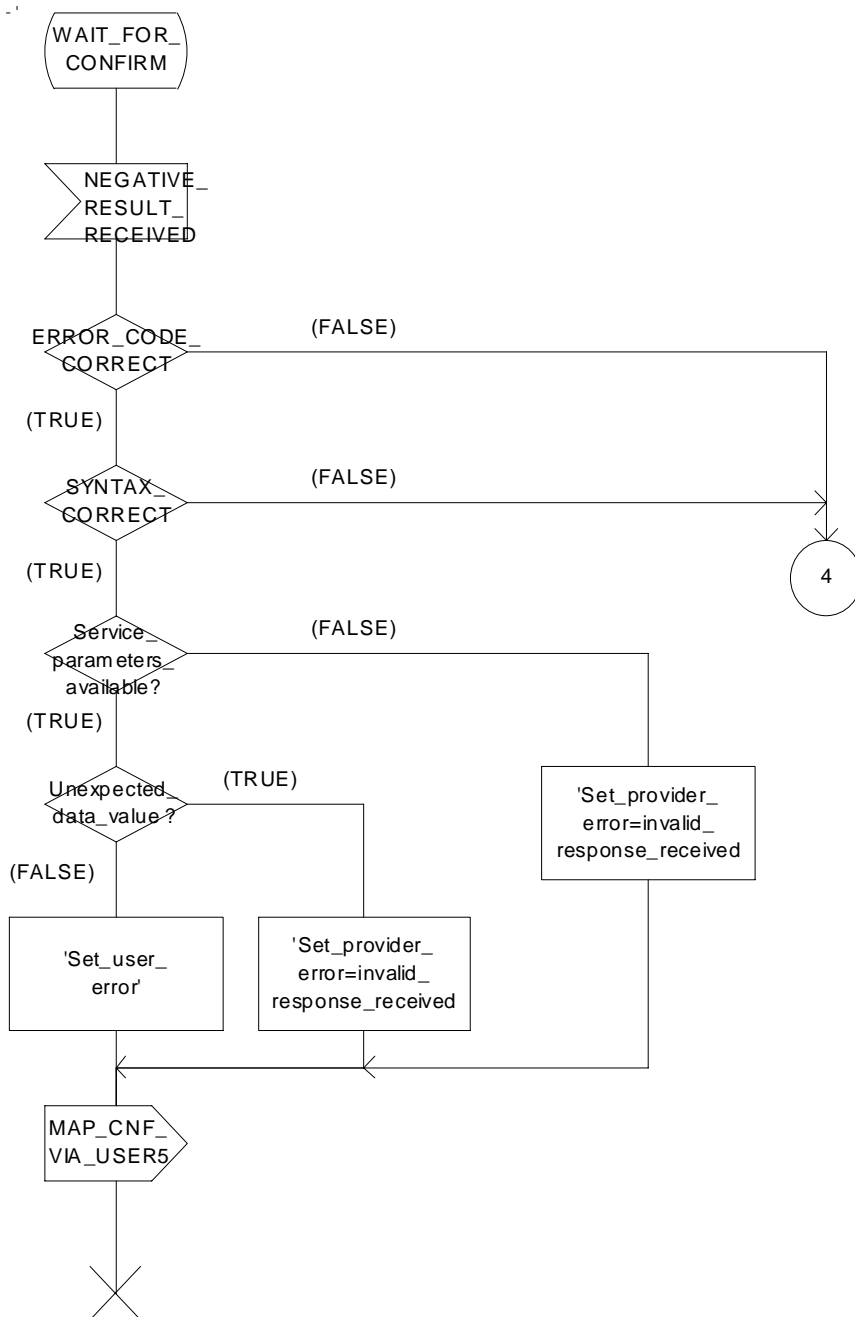 WAIT_FOR_
CONFIRM
NEGATIVE_
RESULT_
RECEIVED
ERROR_CODE_
CORRECT
(FALSE)
(TRUE)
SYNTAX_
CORRECT
(FALSE)
4
(TRUE)
Service_
parameters_
available?
(FALSE)
(TRUE)
Unexpected_
data_value ?
(TRUE)
'Set_provider_
error=invalid_
response_received
(FALSE)
'Set_user_
error'
'Set_provider_
error=invalid_
response_received
MAP_CNF_
VIA_USER5